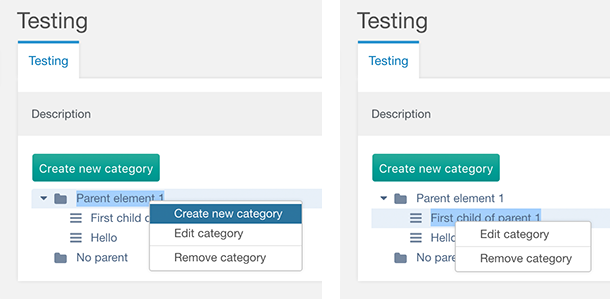 Testing
Testing
Description
Create new category
Parent element 1
First child o
Create new category
Edit category
Remove category
Hello
No parent
Testing
Testing
Description
Create new category
Parent element 1
First child of parent 1
Hello
Edit category
Remove category
No pare